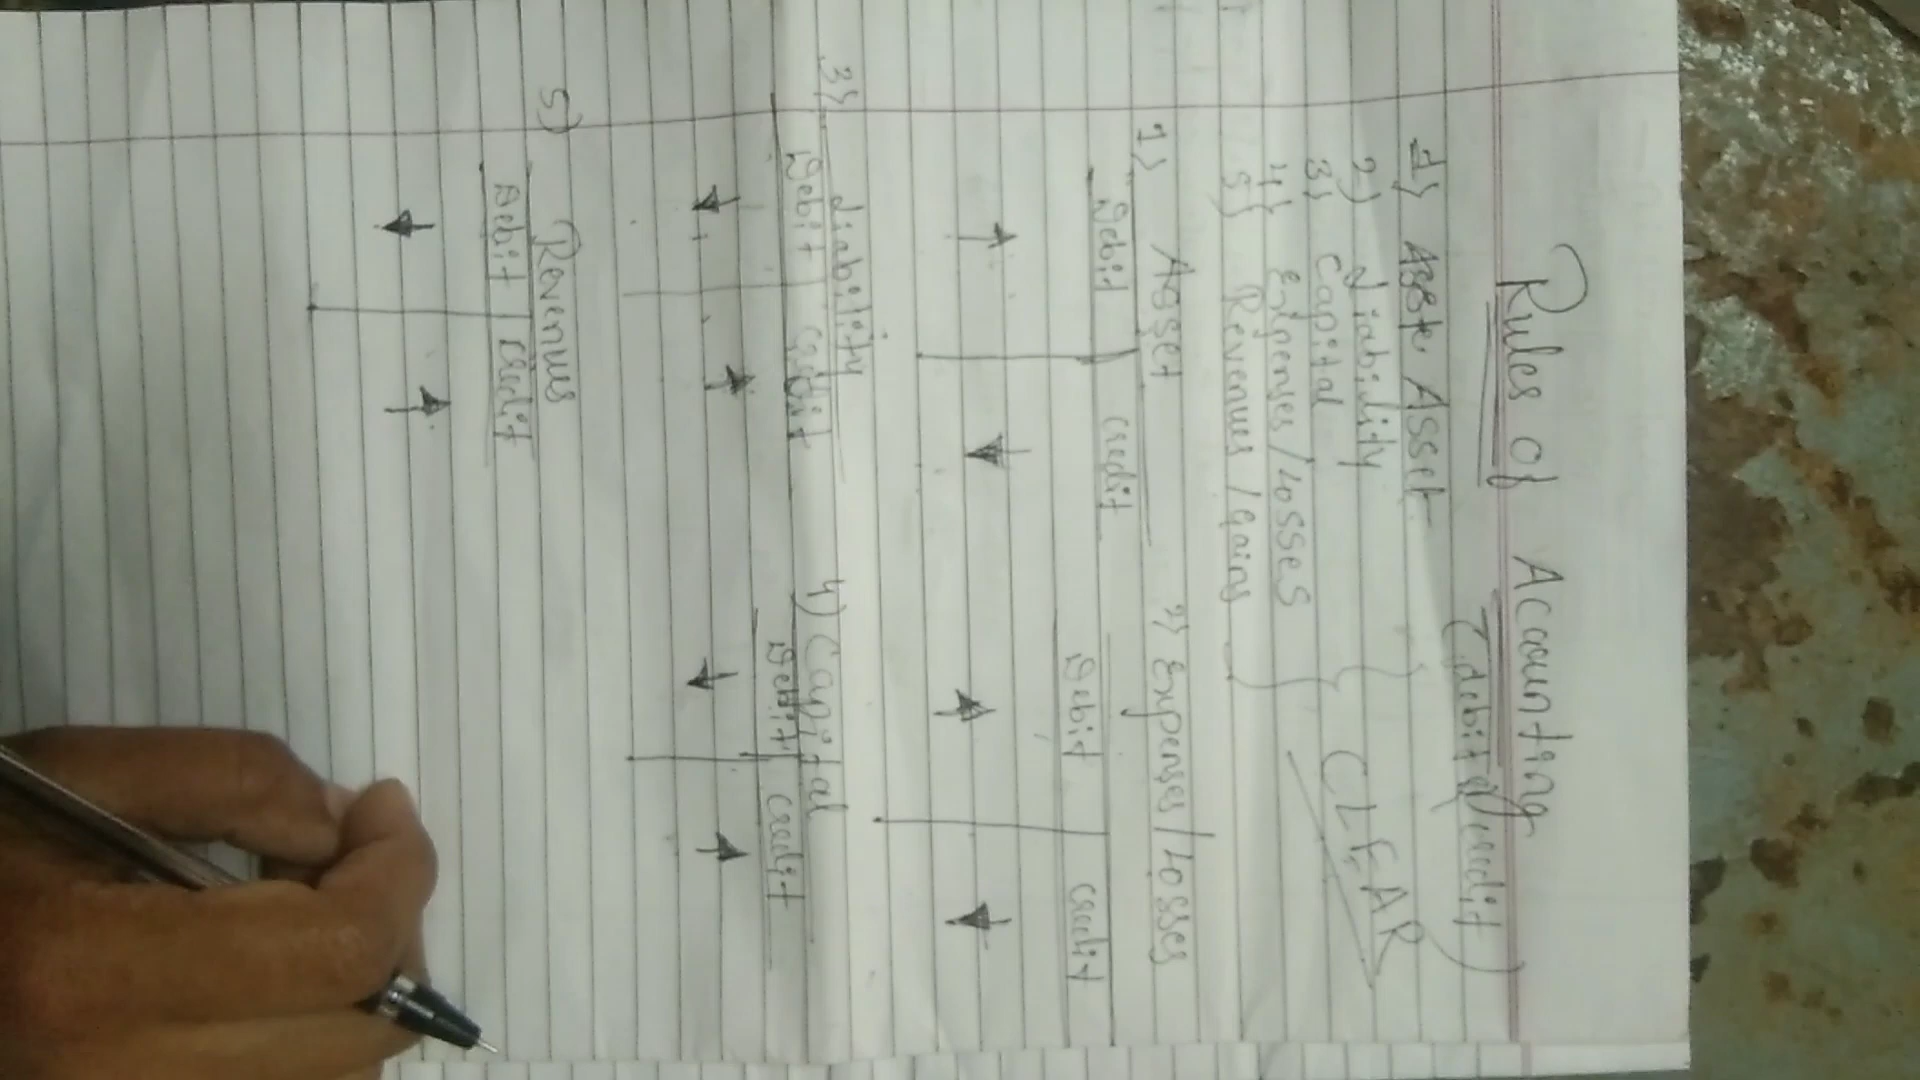 Rules of Accounting
(debit & credit)
1) Asste Asset
2) Liability
3) Capital
4) Expenses/Losses
5) Revenues/gains
CLEAR
1) Asset
Debit credit
2) Expenses/Losses
Debit credit
3) Liability
Debit credit
4) Capital
Debit credit
5) Revenues
Debit credit